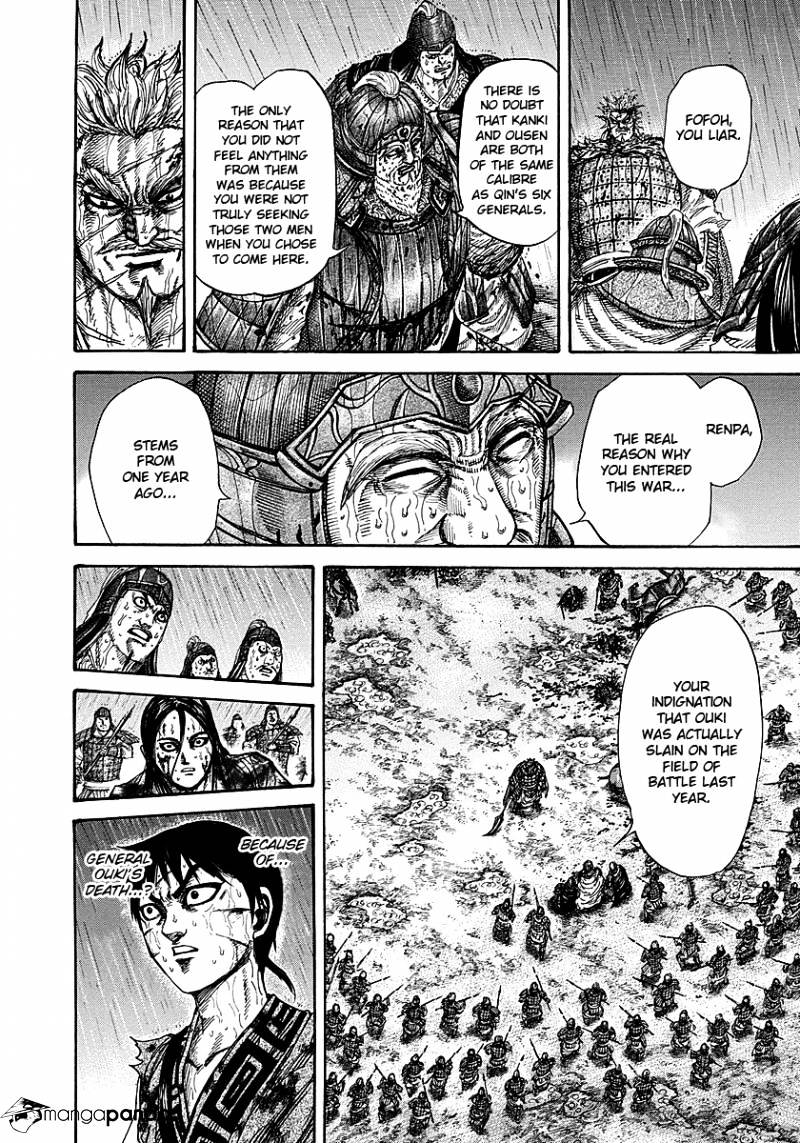 FOFOH,
YOU LIAR.
THERE IS
NO DOUBT
THAT KANKI
AND OUSEN
ARE BOTH
OF THE SAME
CALIBRE
AS QIN'S SIX
GENERALS.
THE ONLY
REASON THAT
YOU DID NOT
FEEL ANYTHING
FROM THEM
WAS BECAUSE
YOU WERE NOT
TRULY SEEKING
THOSE TWO MEN
WHEN YOU CHOSE
TO COME HERE.
RENPA,
THE REAL
REASON WHY
YOU ENTERED
THIS WAR...
STEMS
FROM
ONE YEAR
AGO...
YOUR
INDIGNATION
THAT OUKI
WAS ACTUALLY
SLAIN ON
THE FIELD OF
BATTLE LAST
YEAR.
BECAUSE
OF...
GENERAL
OUKI'S
DEATH...?
mangapan